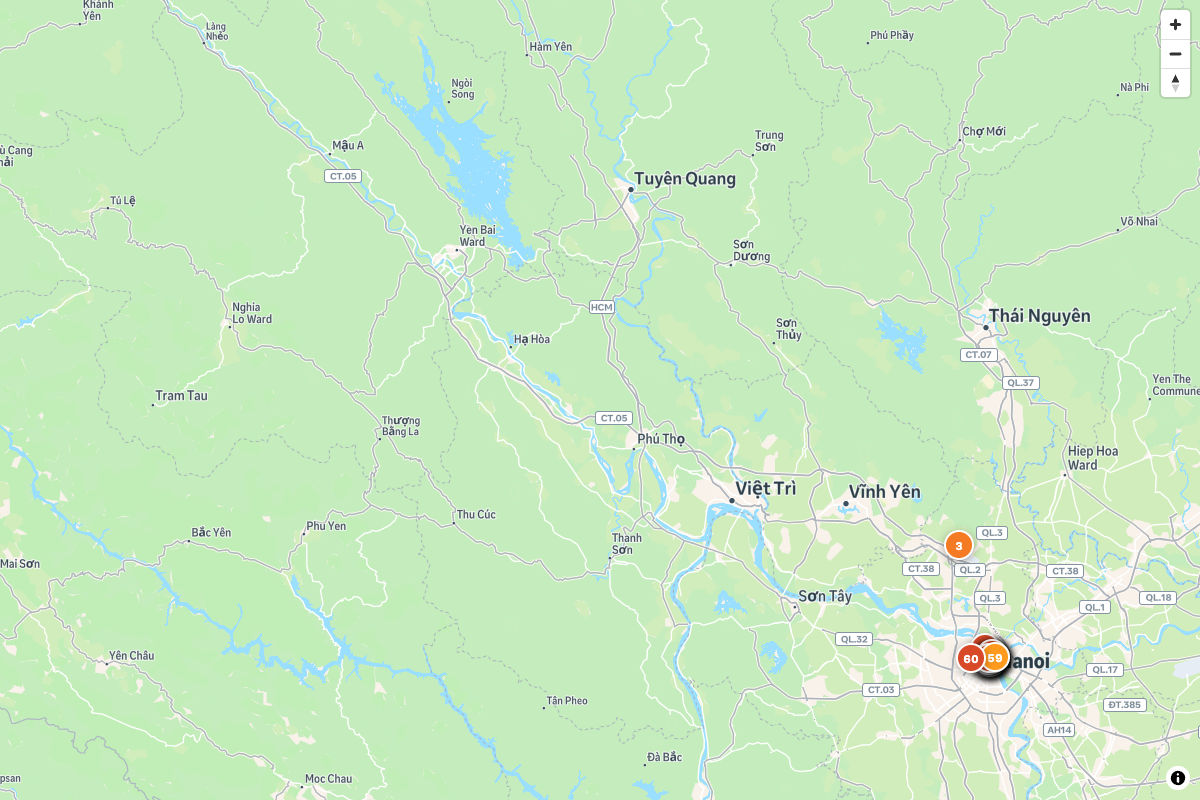 Khánh
Yên
Làng
Nhẻo
Hàm Yên
Phú Phầy
Ngòi
Song
Nà Phi
Mậu A
Trung
Sơn
Chợ Mới
CT.05
Tuyên Quang
Tú Lệ
Yen Bai
Ward
Sơn
Dương
Võ Nhai
Nghia
Lo Ward
HCM
Hạ Hòa
Sơn
Thủy
Thái Nguyên
CT.07
QL.37
Yen The
Commune
Tram Tau
Thượng
Bằng La
CT.05
Phú Thọ
Hiep Hoa
Ward
Việt Trì
Vĩnh Yên
Thu Cúc
Phu Yen
Bắc Yên
Thanh
Sơn
QL.3
3
Mai Sơn
CT.38
QL.2
CT.38
Sơn Tây
QL.3
QL.1
QL.18
QL.32
Yên Châu
60
59
anoi
QL.17
CT.03
Tân Pheo
ĐT.385
AH14
Đà Bắc
Moc Chau
psan